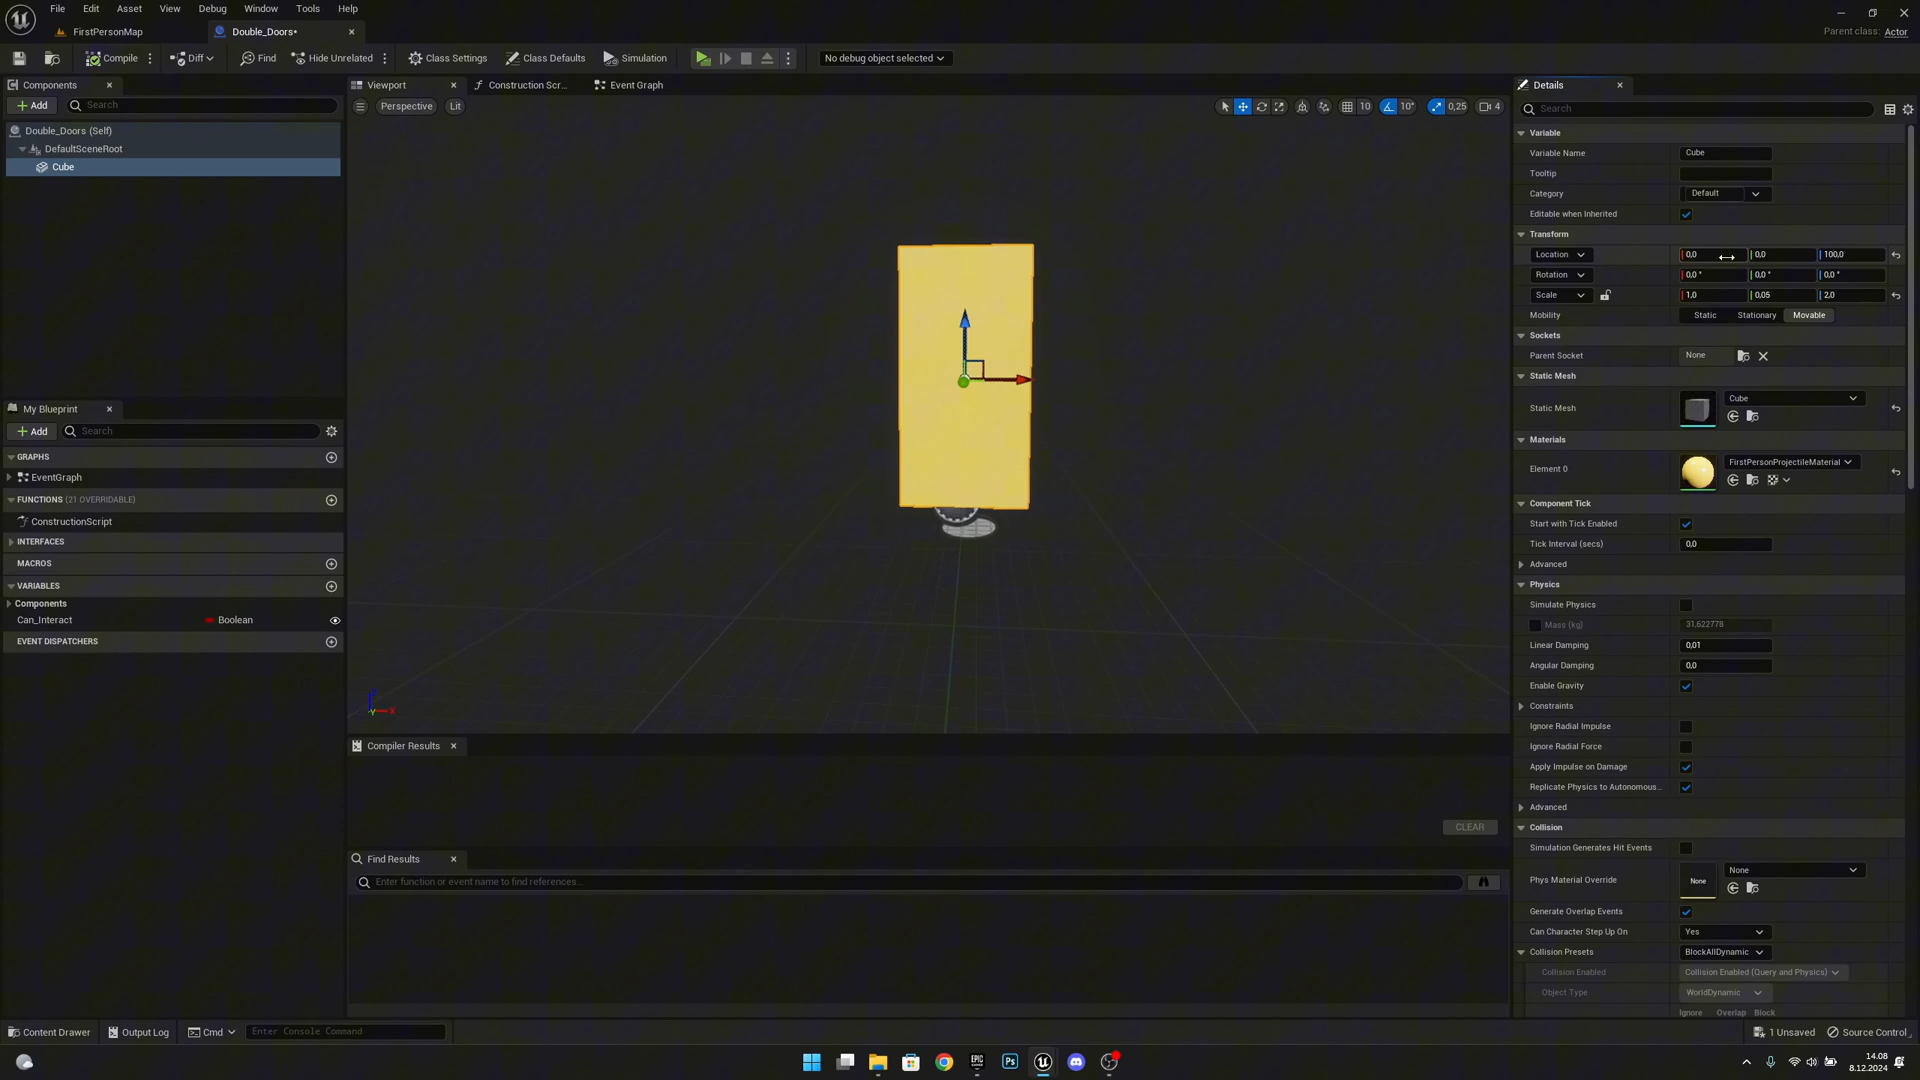 File Edit Asset View Debug Window Tools Help
FirstPersonMap Double_Doors*
Parent class: Actor
Compile Diff Find Hide Unrelated Class Settings Class Defaults Simulation No debug object selected
Components
Add Search
Double_Doors (Self)
DefaultSceneRoot
Cube
My Blueprint
Add Search
GRAPHS
EventGraph
FUNCTIONS (21 OVERRIDABLE)
ConstructionScript
INTERFACES
MACROS
VARIABLES
Components
Can_Interact Boolean
EVENT DISPATCHERS
Viewport Construction Scr... Event Graph
Perspective Lit
10 10° 0,25 4
Z
X
Y
Compiler Results
CLEAR
Find Results
Enter function or event name to find references...
Details
Search
Variable
Variable Name Cube
Tooltip
Category Default
Editable when Inherited
Transform
Location 0,0 0,0 100,0
Rotation 0,0 ° 0,0 ° 0,0 °
Scale 1,0 0,05 2,0
Mobility Static Stationary Movable
Sockets
Parent Socket None
Static Mesh
Static Mesh Cube
Materials
Element 0 FirstPersonProjectileMaterial
Component Tick
Start with Tick Enabled
Tick Interval (secs) 0,0
Advanced
Physics
Simulate Physics
Mass (kg) 31,622778
Linear Damping 0,01
Angular Damping 0,0
Enable Gravity
Constraints
Ignore Radial Impulse
Ignore Radial Force
Apply Impulse on Damage
Replicate Physics to Autonomous...
Advanced
Collision
Simulation Generates Hit Events
Phys Material Override None None
Generate Overlap Events
Can Character Step Up On Yes
Collision Presets BlockAllDynamic
Collision Enabled Collision Enabled (Query and Physics)
Object Type WorldDynamic
Ignore Overlap Block
Content Drawer Output Log Cmd Enter Console Command 1 Unsaved Source Control
EPIC Ps
14.08
8.12.2024